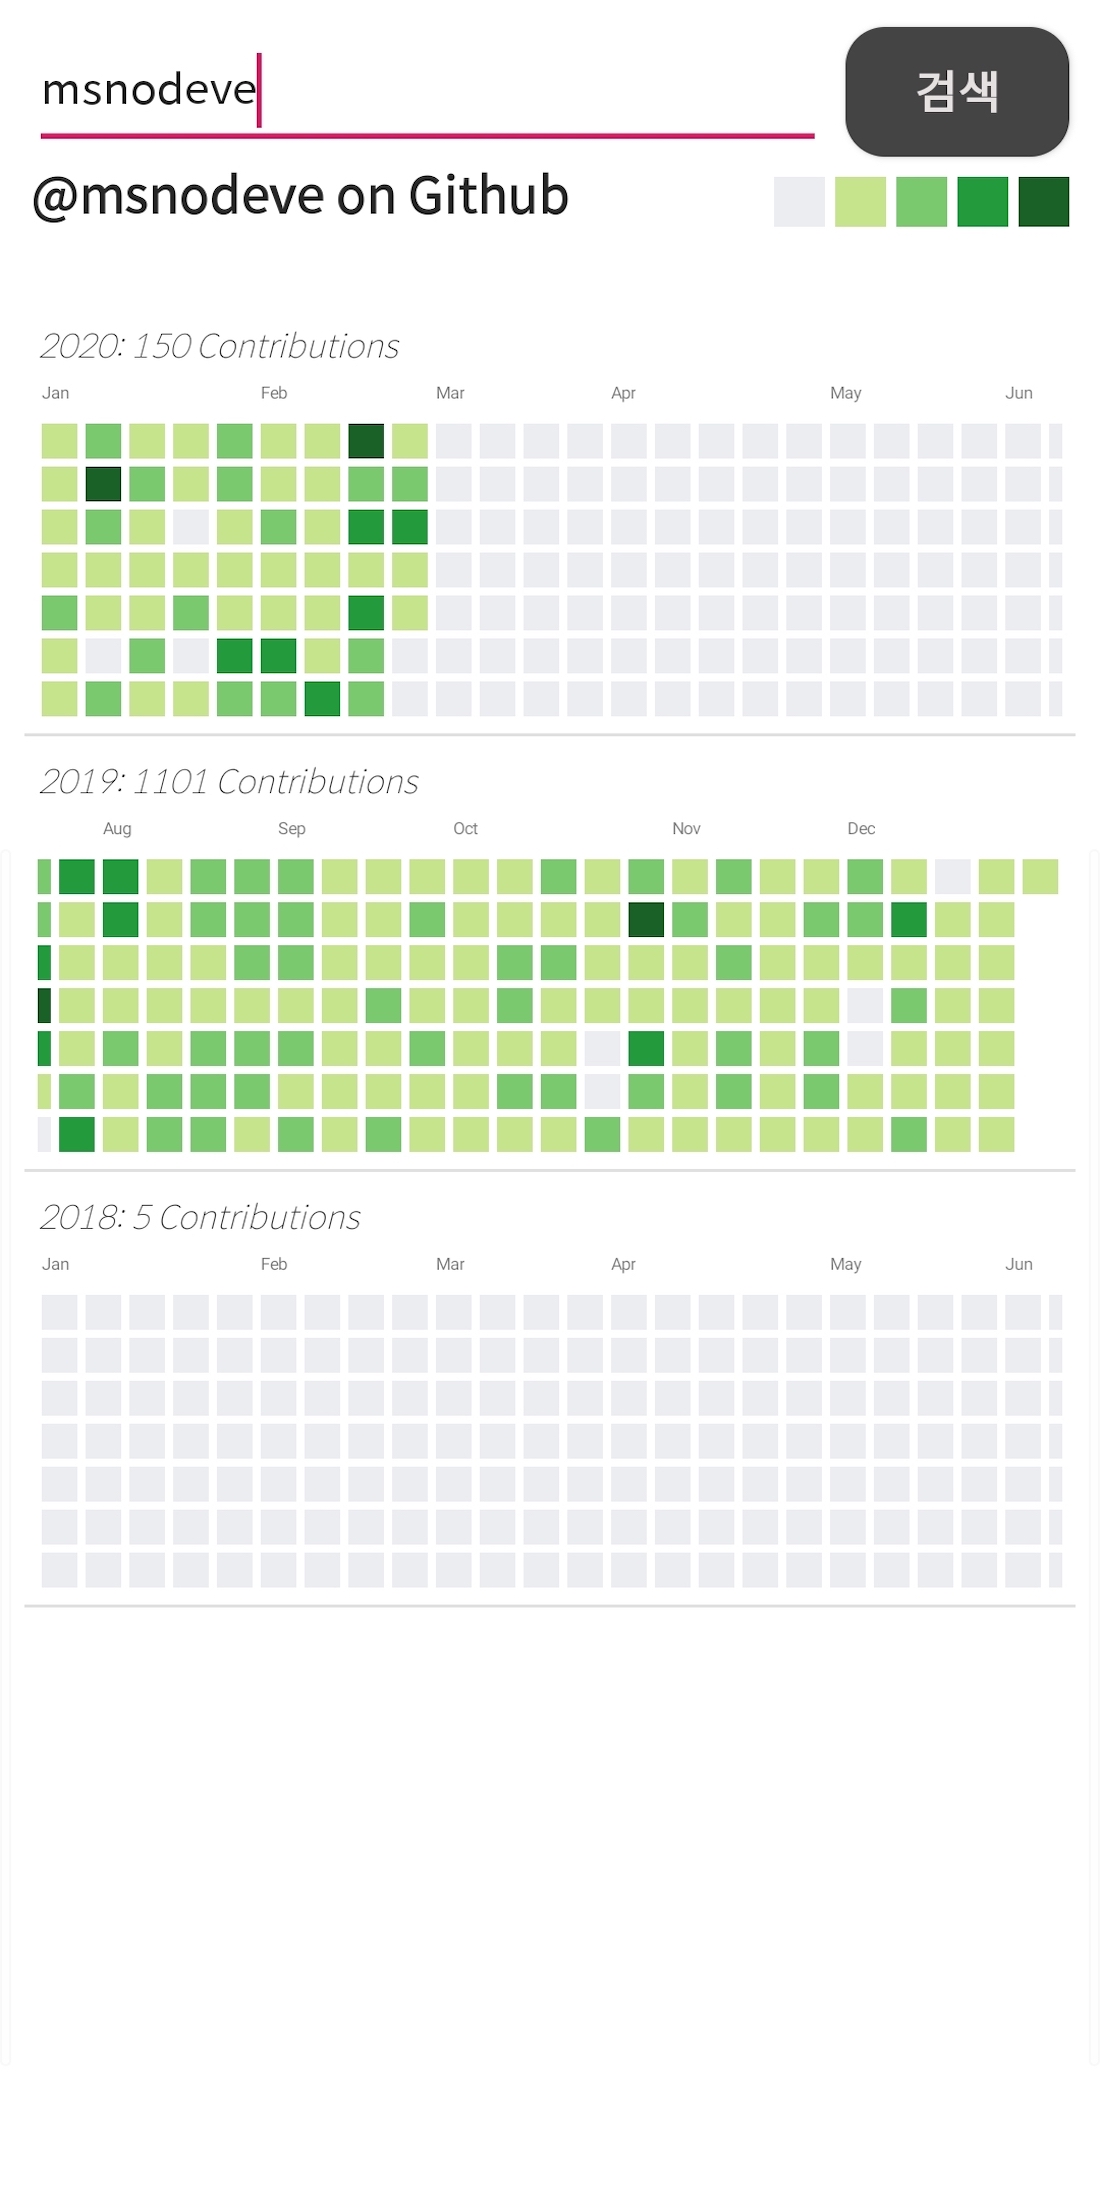 msnodeve
검색
@msnodeve on Github
2020: 150 Contributions
Jan Feb Mar Apr May Jun
2019: 1101 Contributions
Aug Sep Oct Nov Dec
2018: 5 Contributions
Jan Feb Mar Apr May Jun